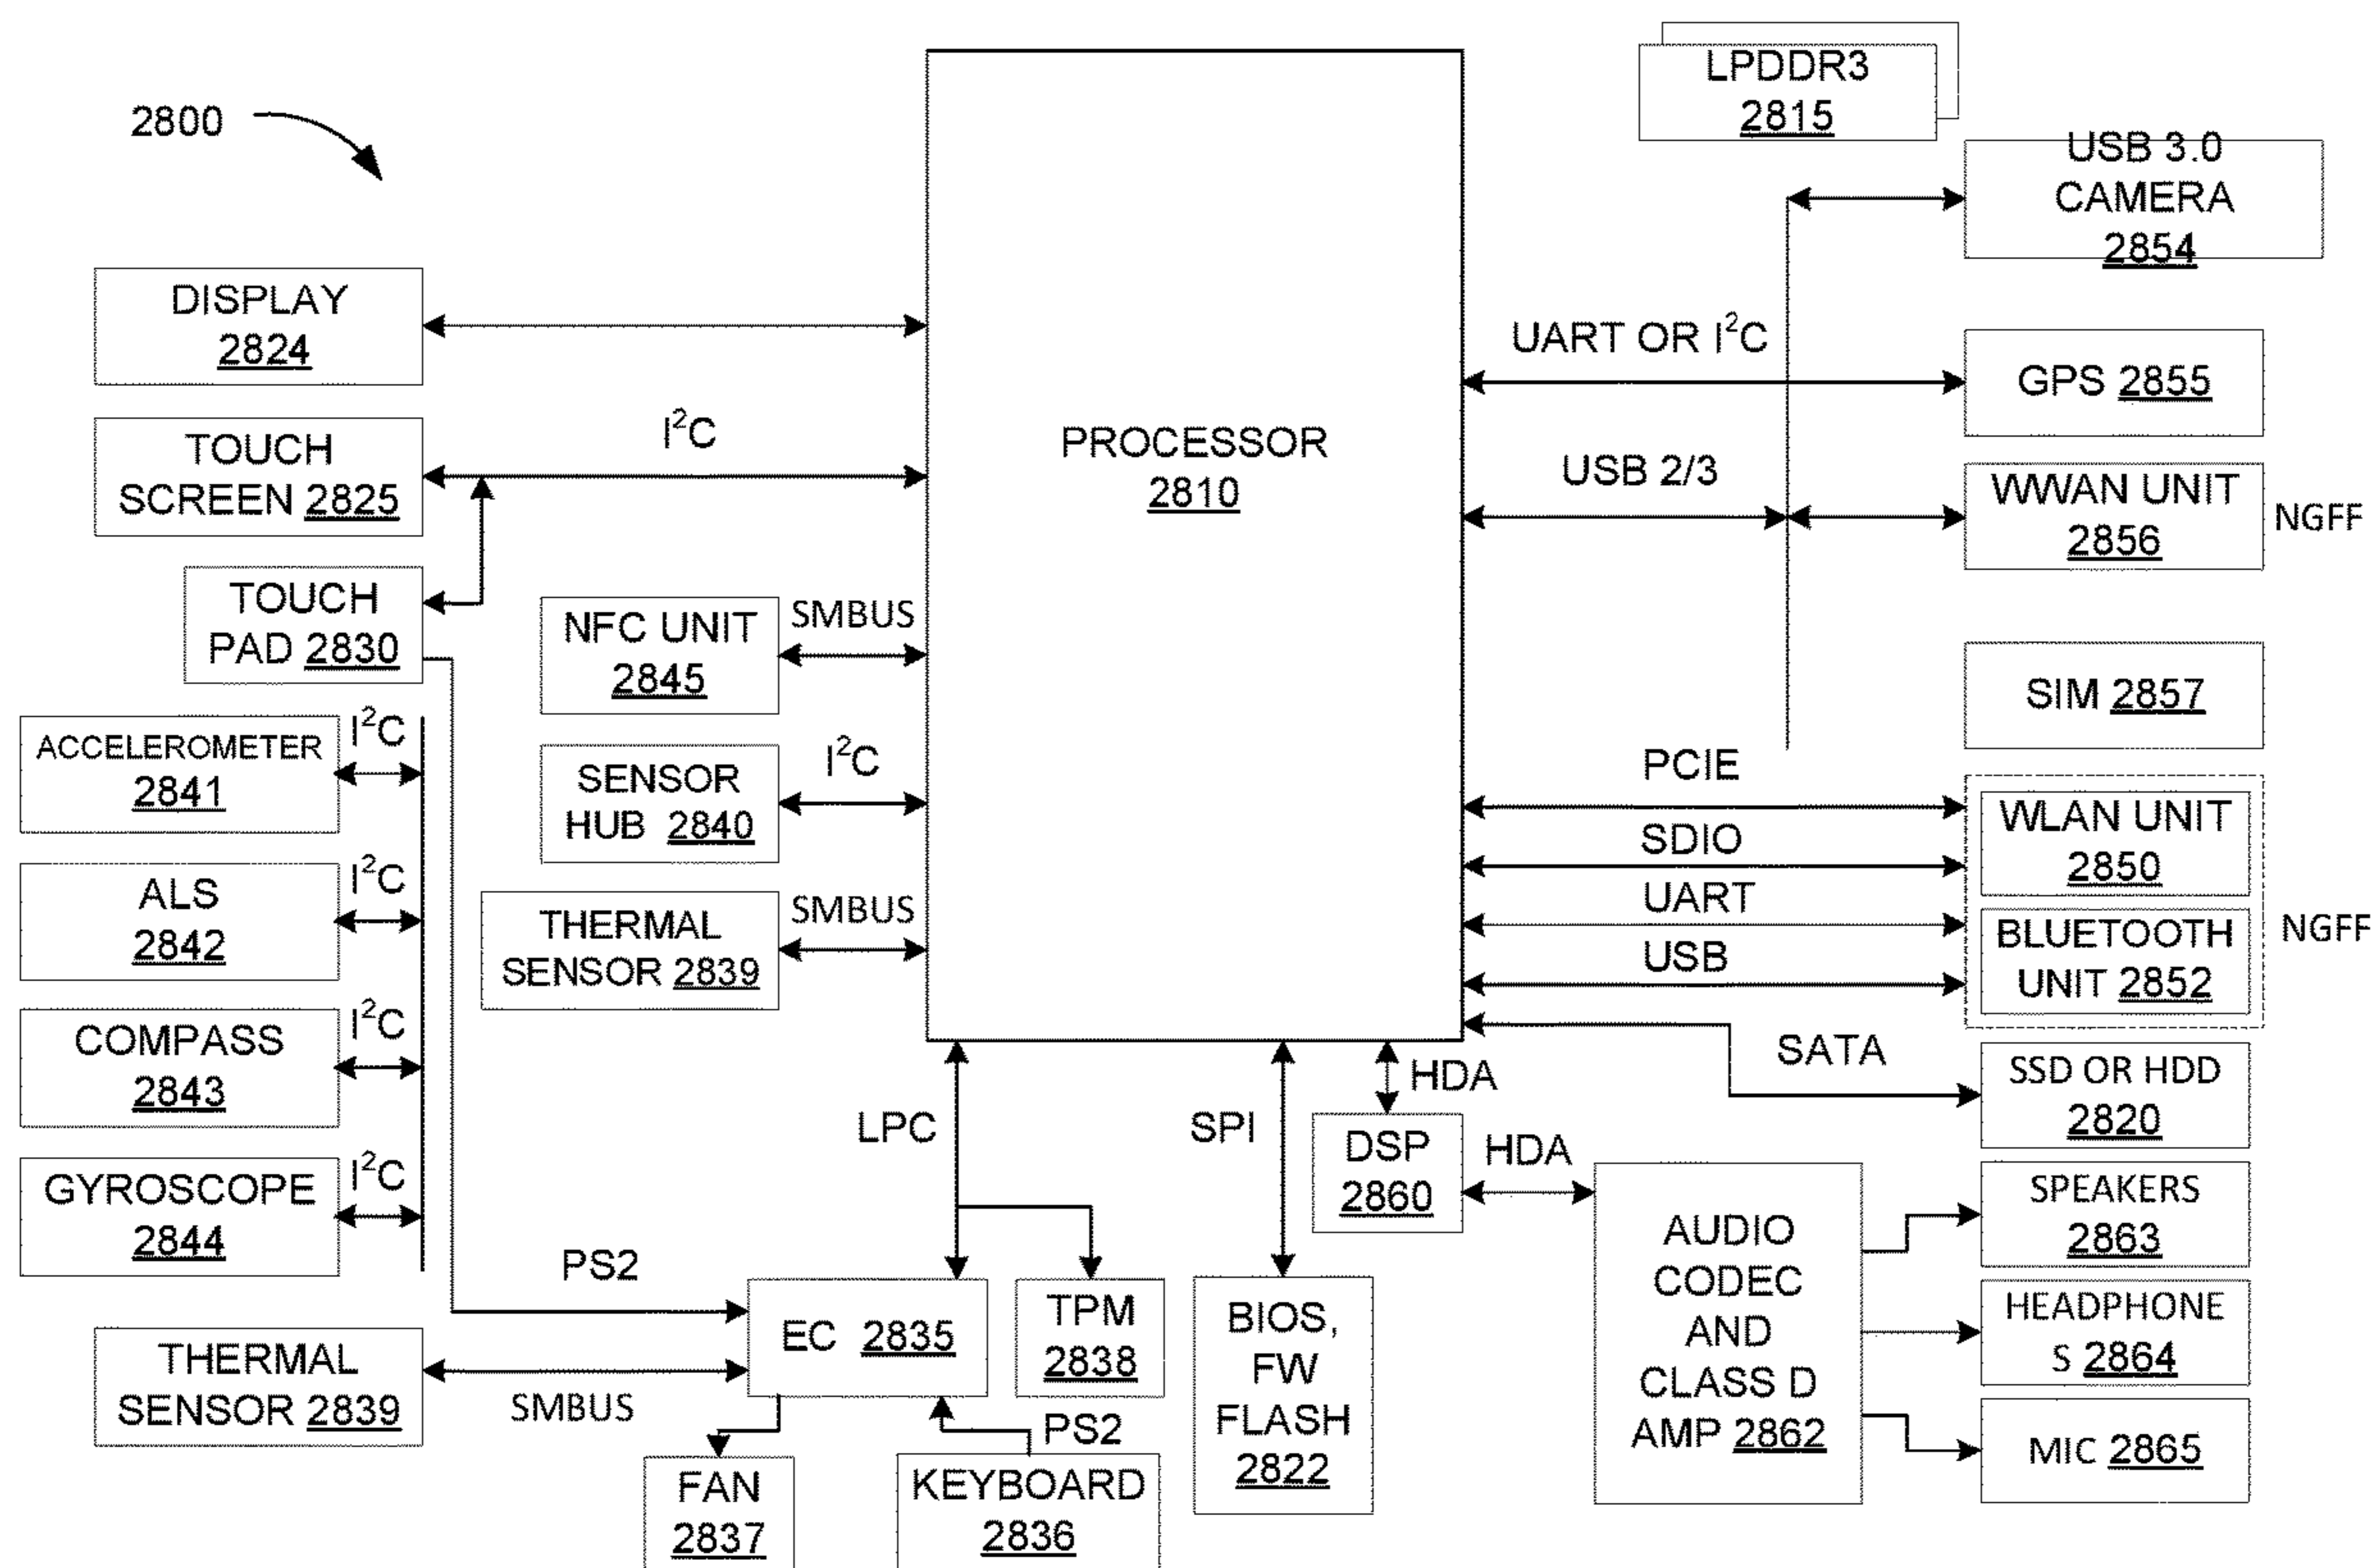 2800
LPDDR3
2815
USB 3.0
CAMERA
2854
DISPLAY
2824
UART OR I²C
GPS 2855
TOUCH
SCREEN 2825
I²C
PROCESSOR
2810
USB 2/3
WWAN UNIT
2856
NGFF
TOUCH
PAD 2830
NFC UNIT
2845
SMBUS
SIM 2857
ACCELEROMETER
2841
I²C
SENSOR
HUB 2840
I²C
PCIE
WLAN UNIT
2850
SDIO
ALS
2842
I²C
THERMAL
SENSOR 2839
SMBUS
UART
BLUETOOTH
UNIT 2852
NGFF
USB
COMPASS
2843
I²C
SATA
SSD OR HDD
2820
HDA
LPC
SPI
DSP
2860
HDA
GYROSCOPE
2844
I²C
AUDIO
CODEC
AND
CLASS D
AMP 2862
SPEAKERS
2863
PS2
EC 2835
TPM
2838
BIOS,
FW
FLASH
2822
HEADPHONE
S 2864
THERMAL
SENSOR 2839
SMBUS
PS2
MIC 2865
FAN
2837
KEYBOARD
2836